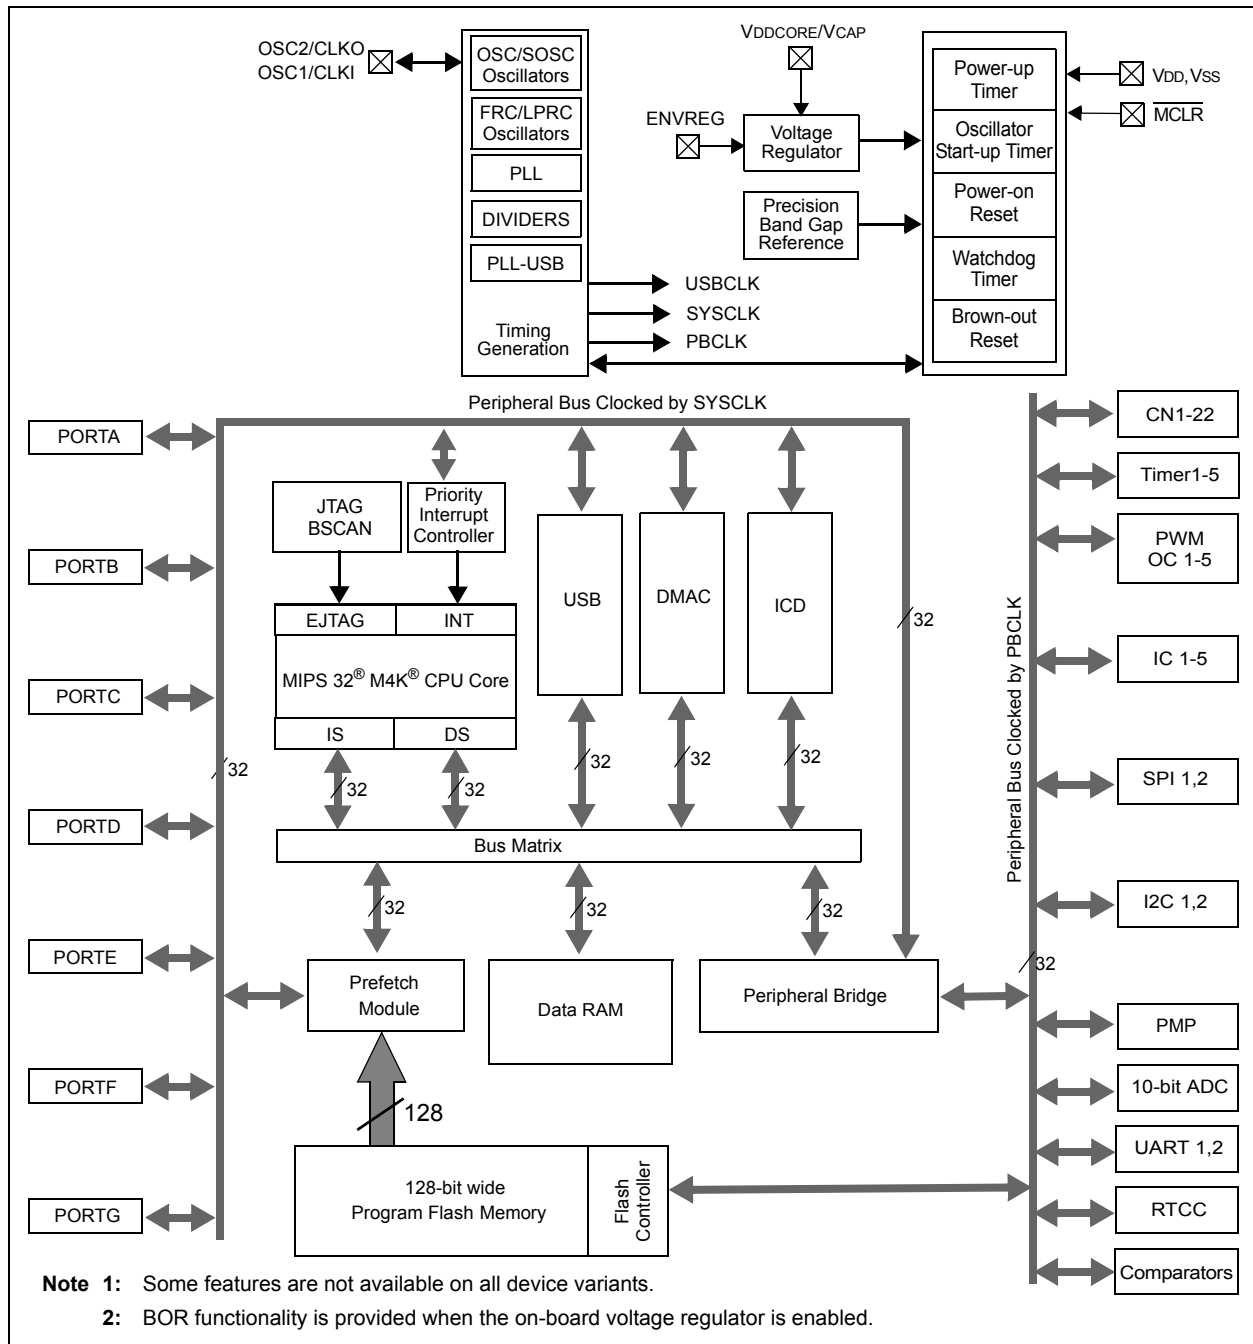 OSC2/CLKO
OSC1/CLKI
OSC/SOSC
Oscillators
FRC/LPRC
Oscillators
PLL
DIVIDERS
PLL-USB
Timing
Generation
USBCLK
SYSCLK
PBCLK
VDDCORE/VCAP
ENVREG
Voltage
Regulator
Precision
Band Gap
Reference
Power-up
Timer
Oscillator
Start-up Timer
Power-on
Reset
Watchdog
Timer
Brown-out
Reset
VDD, VSS
MCLR
Peripheral Bus Clocked by SYSCLK
PORTA
PORTB
PORTC
PORTD
PORTE
PORTF
PORTG
32
JTAG
BSCAN
Priority
Interrupt
Controller
EJTAG
INT
MIPS 32® M4K® CPU Core
IS
DS
USB
DMAC
ICD
32
32
32
32
32
32
Bus Matrix
32
32
32
Prefetch
Module
Data RAM
Peripheral Bridge
128
128-bit wide
Program Flash Memory
Flash
Controller
Peripheral Bus Clocked by PBCLK
32
CN1-22
Timer1-5
PWM
OC 1-5
IC 1-5
SPI 1,2
I2C 1,2
PMP
10-bit ADC
UART 1,2
RTCC
Comparators
Note 1: Some features are not available on all device variants.
2: BOR functionality is provided when the on-board voltage regulator is enabled.